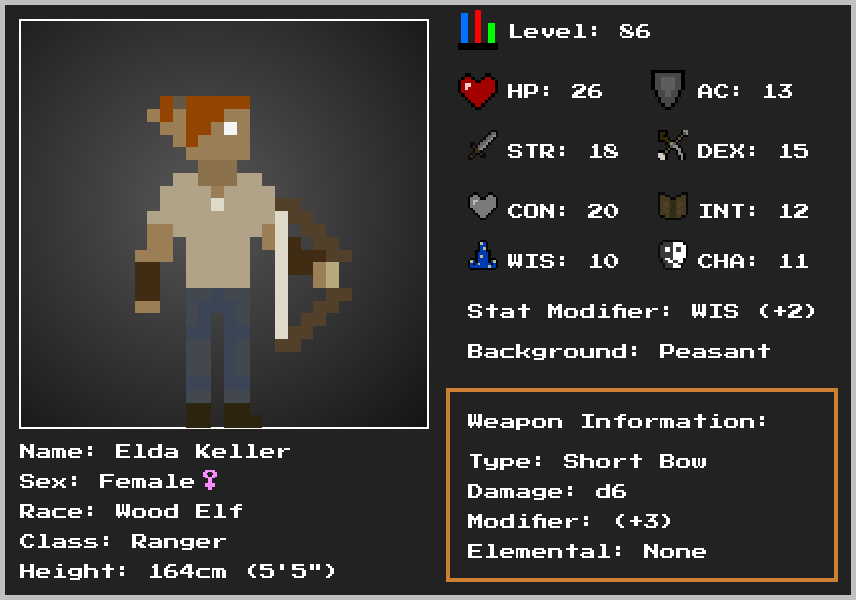 Level: 86
HP: 26
AC: 13
STR: 18
DEX: 15
CON: 20
INT: 12
WIS: 10
CHA: 11
Stat Modifier: WIS (+2)
Background: Peasant
Weapon Information:
Type: Short Bow
Damage: d6
Modifier: (+3)
Elemental: None
Name: Elda Keller
Sex: Female♀
Race: Wood Elf
Class: Ranger
Height: 164cm (5'5")